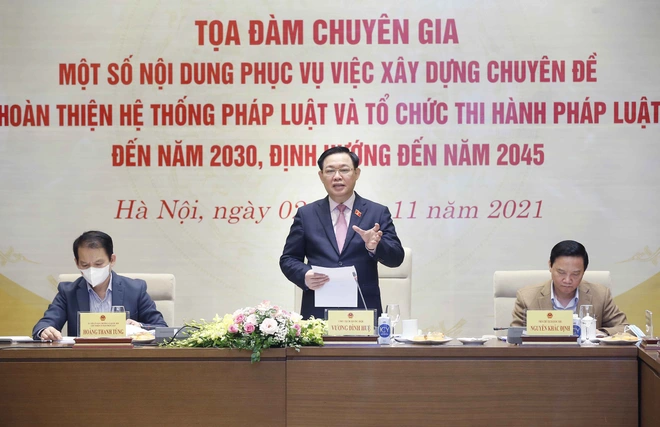 TỌA ĐÀM CHUYÊN GIA
MỘT SỐ NỘI DUNG PHỤC VỤ VIỆC XÂY DỰNG CHUYÊN ĐỀ
HOÀN THIỆN HỆ THỐNG PHÁP LUẬT VÀ TỔ CHỨC THI HÀNH PHÁP LUẬT
ĐẾN NĂM 2030, ĐỊNH HƯỚNG ĐẾN NĂM 2045
Hà Nội, ngày 11 năm 2021
HOÀNG THANH TÙNG
VƯƠNG ĐÌNH HUỆ
NGUYỄN KHẮC ĐỊNH